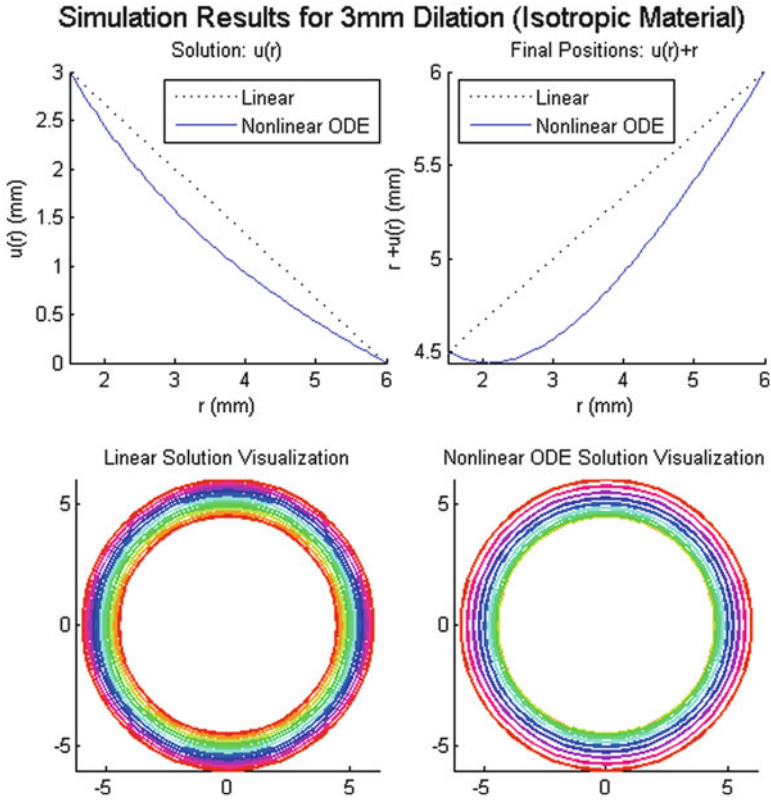 Simulation Results for 3mm Dilation (Isotropic Material)
Solution: u(r)
3
2.5
2
1.5
1
0.5
0
u(r) (mm)
Linear
Nonlinear ODE
2
3
4
5
6
r (mm)
Final Positions: u(r)+r
6
5.5
5
4.5
r +u(r) (mm)
Linear
Nonlinear ODE
2
3
4
5
6
r (mm)
Linear Solution Visualization
5
0
-5
-5
0
5
Nonlinear ODE Solution Visualization
5
0
-5
-5
0
5